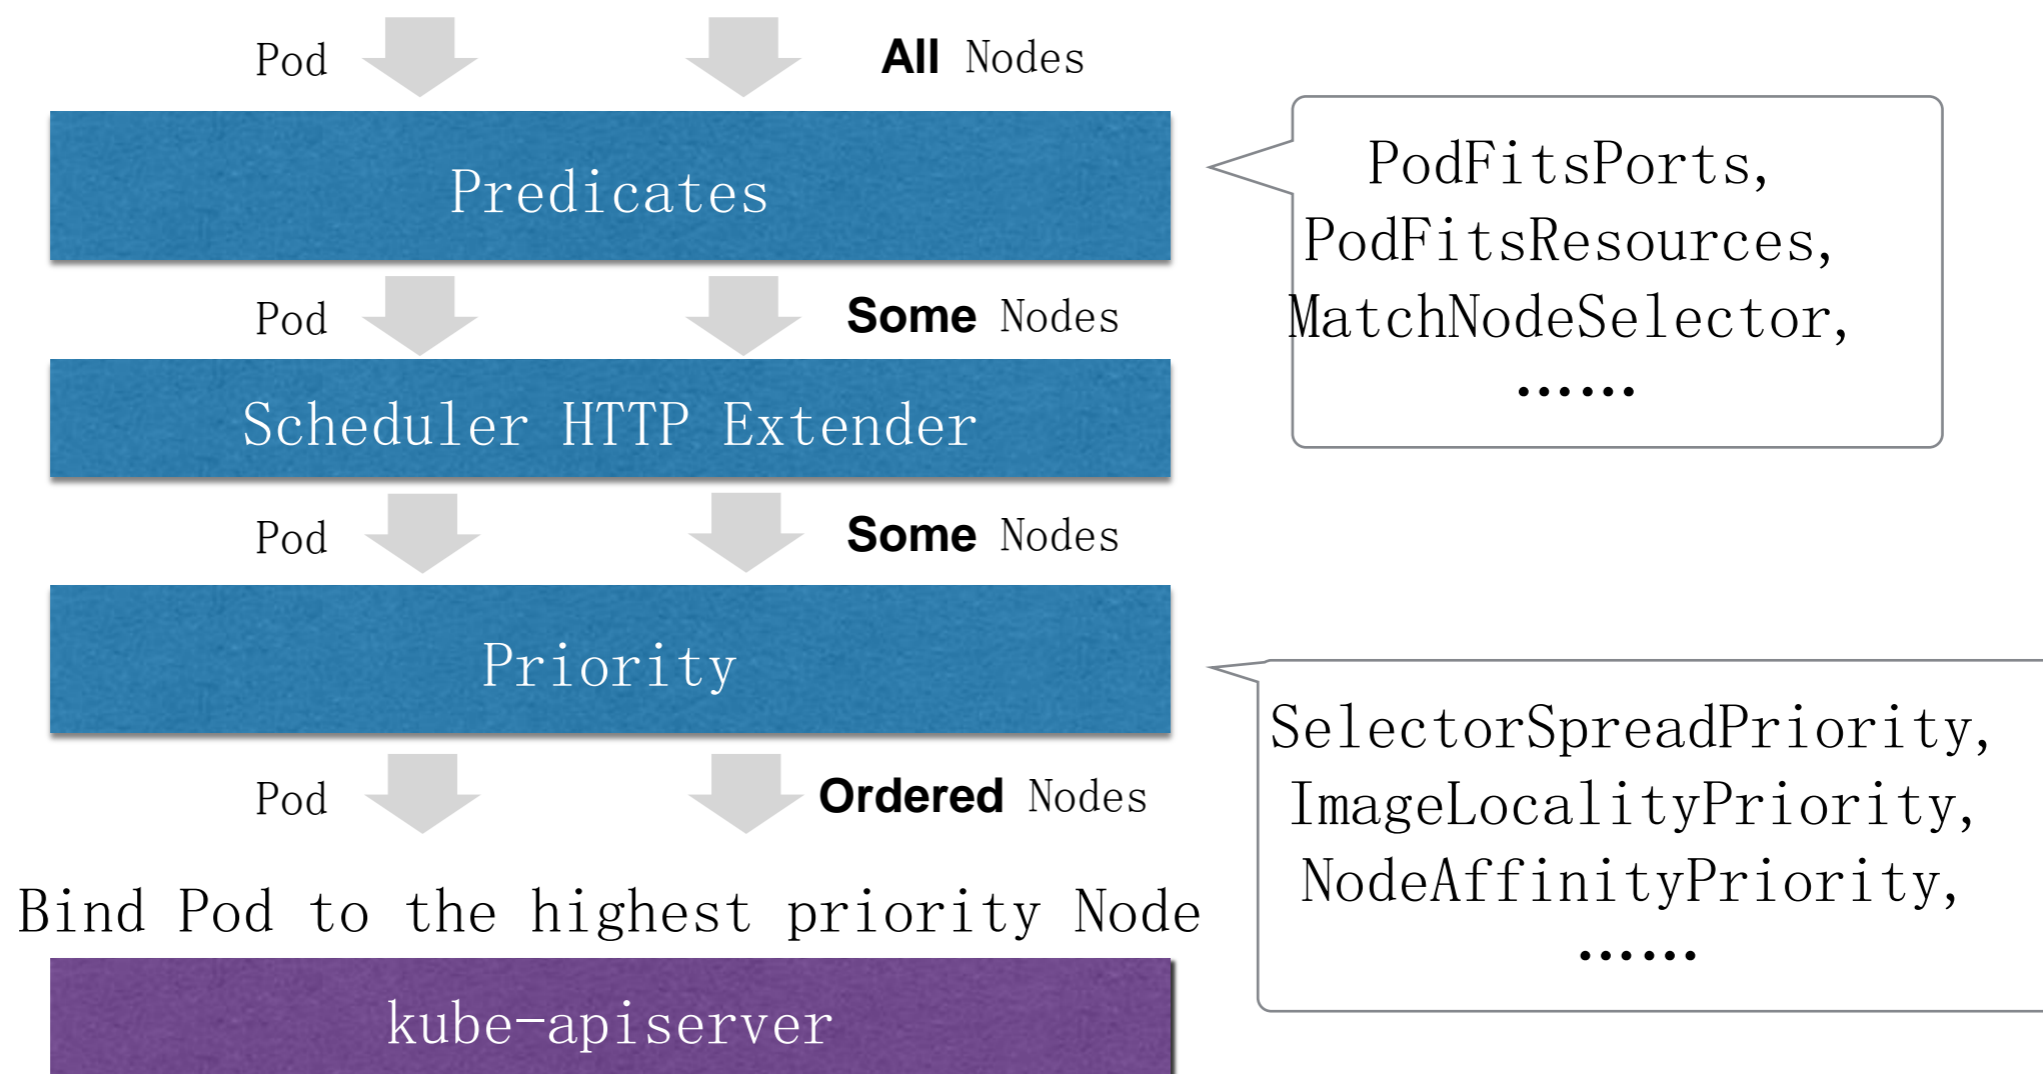 Pod All Nodes
Predicates
PodFitsPorts,
PodFitsResources,
MatchNodeSelector,
……
Pod Some Nodes
Scheduler HTTP Extender
Pod Some Nodes
Priority
SelectorSpreadPriority,
ImageLocalityPriority,
NodeAffinityPriority,
……
Pod Ordered Nodes
Bind Pod to the highest priority Node
kube-apiserver